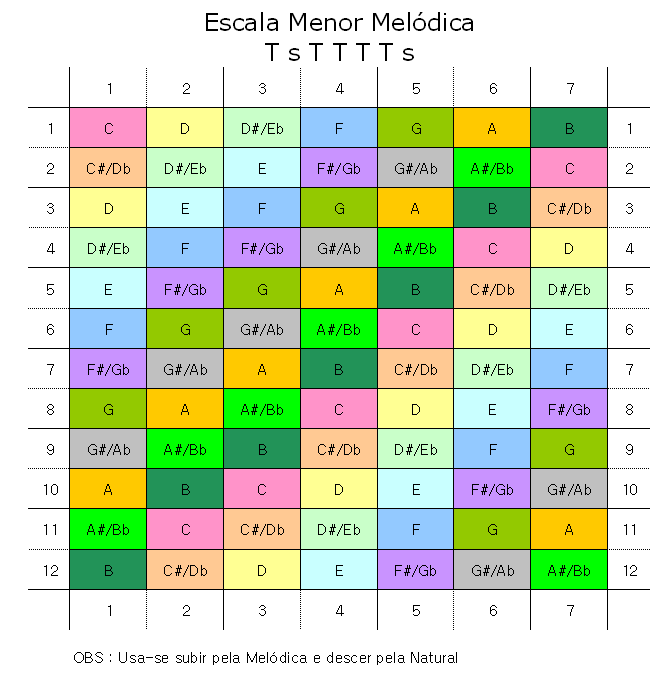 Escala Menor Melódica
T s T T T T s
1 2 3 4 5 6 7
1 C D D#/Eb F G A B 1
2 C#/Db D#/Eb E F#/Gb G#/Ab A#/Bb C 2
3 D E F G A B C#/Db 3
4 D#/Eb F F#/Gb G#/Ab A#/Bb C D 4
5 E F#/Gb G A B C#/Db D#/Eb 5
6 F G G#/Ab A#/Bb C D E 6
7 F#/Gb G#/Ab A B C#/Db D#/Eb F 7
8 G A A#/Bb C D E F#/Gb 8
9 G#/Ab A#/Bb B C#/Db D#/Eb F G 9
10 A B C D E F#/Gb G#/Ab 10
11 A#/Bb C C#/Db D#/Eb F G A 11
12 B C#/Db D E F#/Gb G#/Ab A#/Bb 12
1 2 3 4 5 6 7
OBS : Usa-se subir pela Melódica e descer pela Natural